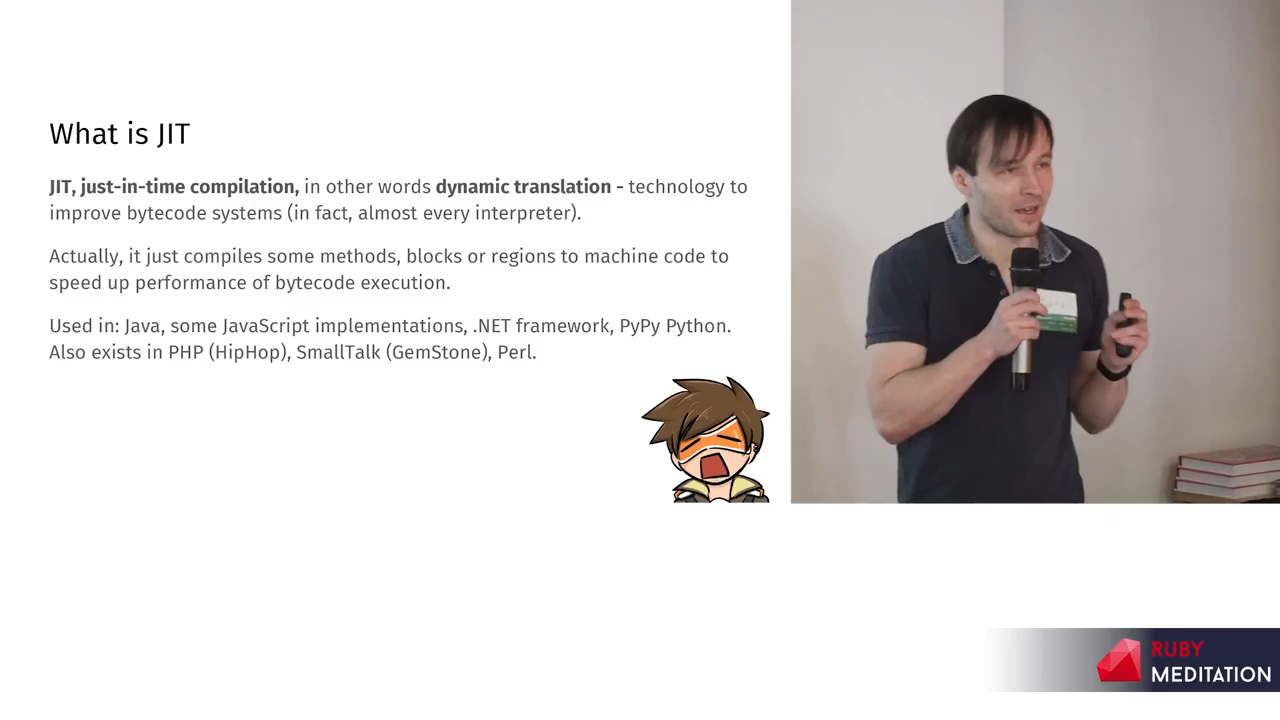 What is JIT
JIT, just-in-time compilation, in other words dynamic translation - technology to
improve bytecode systems (in fact, almost every interpreter).
Actually, it just compiles some methods, blocks or regions to machine code to
speed up performance of bytecode execution.
Used in: Java, some JavaScript implementations, .NET framework, PyPy Python.
Also exists in PHP (HipHop), SmallTalk (GemStone), Perl.
RUBY
MEDITATION